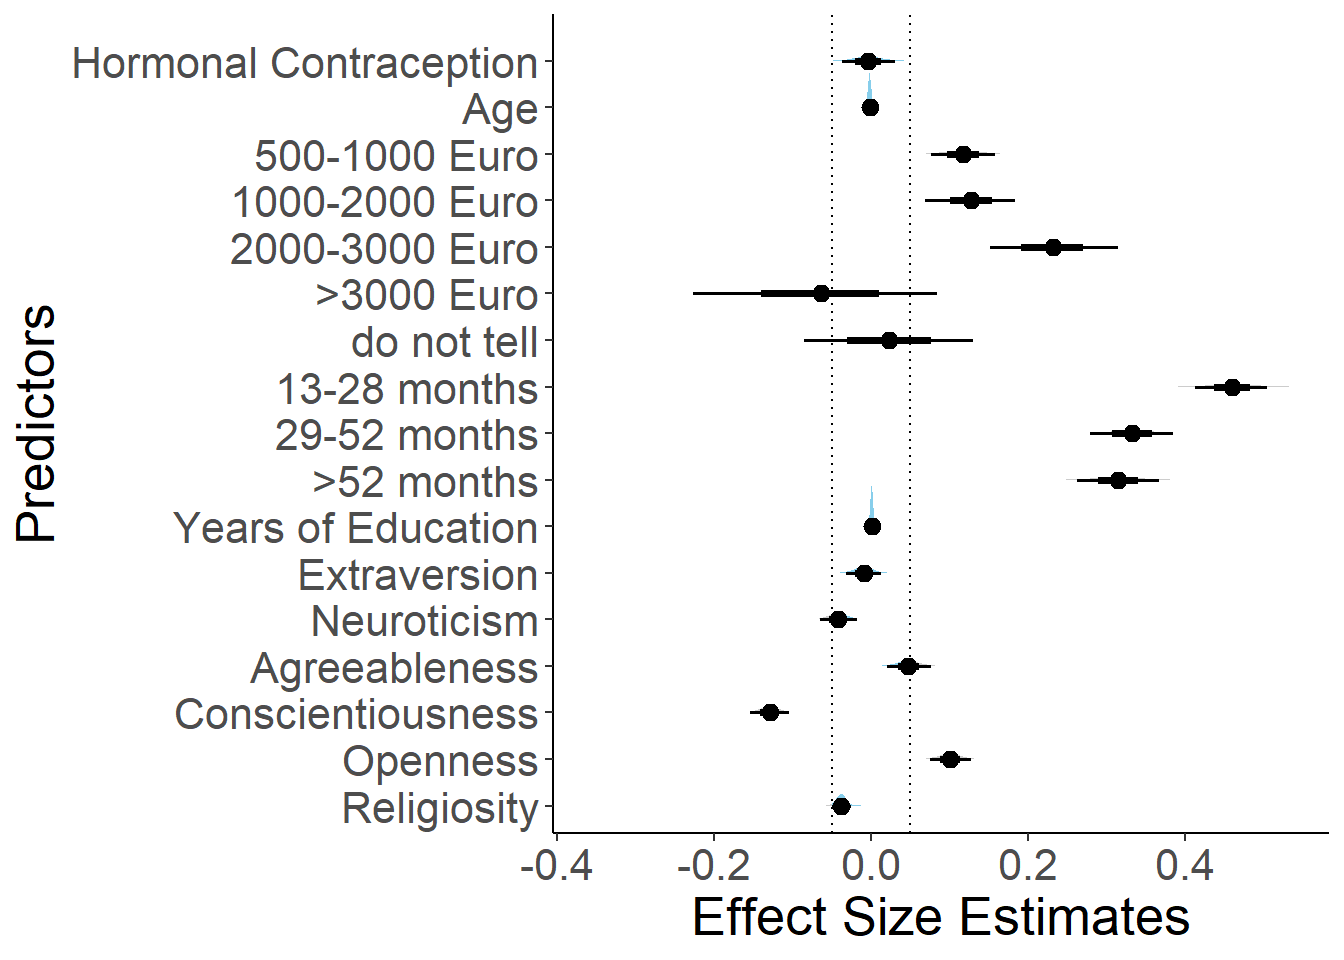 Predictors
Hormonal Contraception
Age
500-1000 Euro
1000-2000 Euro
2000-3000 Euro
>3000 Euro
do not tell
13-28 months
29-52 months
>52 months
Years of Education
Extraversion
Neuroticism
Agreeableness
Conscientiousness
Openness
Religiosity
-0.4 -0.2 0.0 0.2 0.4
Effect Size Estimates